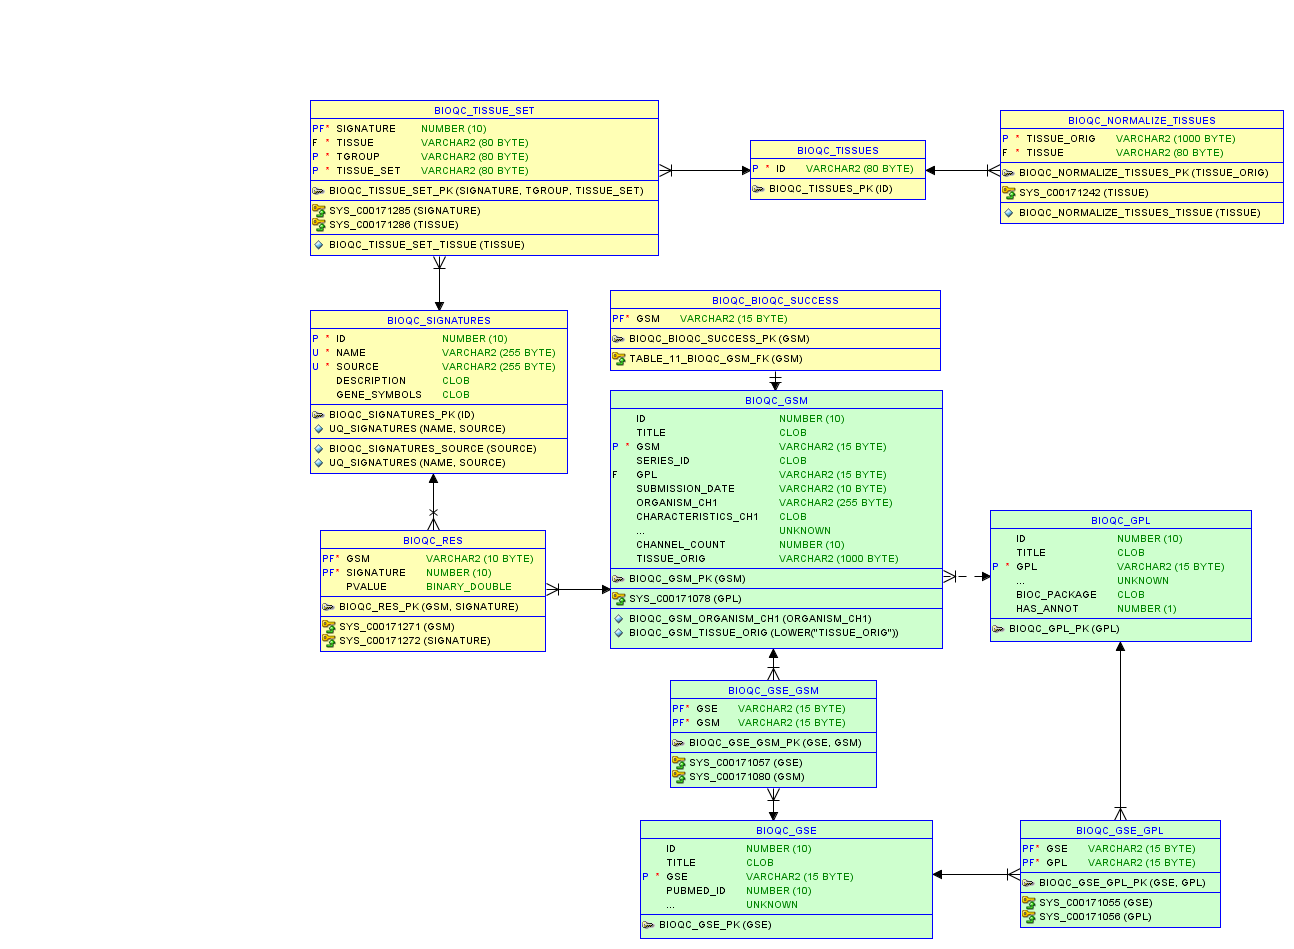 BIOQC_TISSUE_SET
PF* SIGNATURE NUMBER (10)
F * TISSUE VARCHAR2 (80 BYTE)
P * TGROUP VARCHAR2 (80 BYTE)
P * TISSUE_SET VARCHAR2 (80 BYTE)
BIOQC_TISSUE_SET_PK (SIGNATURE, TGROUP, TISSUE_SET)
SYS_C00171285 (SIGNATURE)
SYS_C00171286 (TISSUE)
BIOQC_TISSUE_SET_TISSUE (TISSUE)
BIOQC_TISSUES
P * ID VARCHAR2 (80 BYTE)
BIOQC_TISSUES_PK (ID)
BIOQC_NORMALIZE_TISSUES
P * TISSUE_ORIG VARCHAR2 (1000 BYTE)
F * TISSUE VARCHAR2 (80 BYTE)
BIOQC_NORMALIZE_TISSUES_PK (TISSUE_ORIG)
SYS_C00171242 (TISSUE)
BIOQC_NORMALIZE_TISSUES_TISSUE (TISSUE)
BIOQC_SIGNATURES
P * ID NUMBER (10)
U * NAME VARCHAR2 (255 BYTE)
U * SOURCE VARCHAR2 (255 BYTE)
DESCRIPTION CLOB
GENE_SYMBOLS CLOB
BIOQC_SIGNATURES_PK (ID)
UQ_SIGNATURES (NAME, SOURCE)
BIOQC_SIGNATURES_SOURCE (SOURCE)
UQ_SIGNATURES (NAME, SOURCE)
BIOQC_BIOQC_SUCCESS
PF* GSM VARCHAR2 (15 BYTE)
BIOQC_BIOQC_SUCCESS_PK (GSM)
TABLE_11_BIOQC_GSM_FK (GSM)
BIOQC_GSM
ID NUMBER (10)
TITLE CLOB
P * GSM VARCHAR2 (15 BYTE)
SERIES_ID CLOB
F GPL VARCHAR2 (15 BYTE)
SUBMISSION_DATE VARCHAR2 (10 BYTE)
ORGANISM_CH1 VARCHAR2 (255 BYTE)
CHARACTERISTICS_CH1 CLOB
... UNKNOWN
CHANNEL_COUNT NUMBER (10)
TISSUE_ORIG VARCHAR2 (1000 BYTE)
BIOQC_GSM_PK (GSM)
SYS_C00171078 (GPL)
BIOQC_GSM_ORGANISM_CH1 (ORGANISM_CH1)
BIOQC_GSM_TISSUE_ORIG (LOWER("TISSUE_ORIG"))
BIOQC_RES
PF* GSM VARCHAR2 (10 BYTE)
PF* SIGNATURE NUMBER (10)
PVALUE BINARY_DOUBLE
BIOQC_RES_PK (GSM, SIGNATURE)
SYS_C00171271 (GSM)
SYS_C00171272 (SIGNATURE)
BIOQC_GPL
ID NUMBER (10)
TITLE CLOB
P * GPL VARCHAR2 (15 BYTE)
... UNKNOWN
BIOC_PACKAGE CLOB
HAS_ANNOT NUMBER (1)
BIOQC_GPL_PK (GPL)
BIOQC_GSE_GSM
PF* GSE VARCHAR2 (15 BYTE)
PF* GSM VARCHAR2 (15 BYTE)
BIOQC_GSE_GSM_PK (GSE, GSM)
SYS_C00171057 (GSE)
SYS_C00171080 (GSM)
BIOQC_GSE
ID NUMBER (10)
TITLE CLOB
P * GSE VARCHAR2 (15 BYTE)
PUBMED_ID NUMBER (10)
... UNKNOWN
BIOQC_GSE_PK (GSE)
BIOQC_GSE_GPL
PF* GSE VARCHAR2 (15 BYTE)
PF* GPL VARCHAR2 (15 BYTE)
BIOQC_GSE_GPL_PK (GSE, GPL)
SYS_C00171055 (GSE)
SYS_C00171056 (GPL)